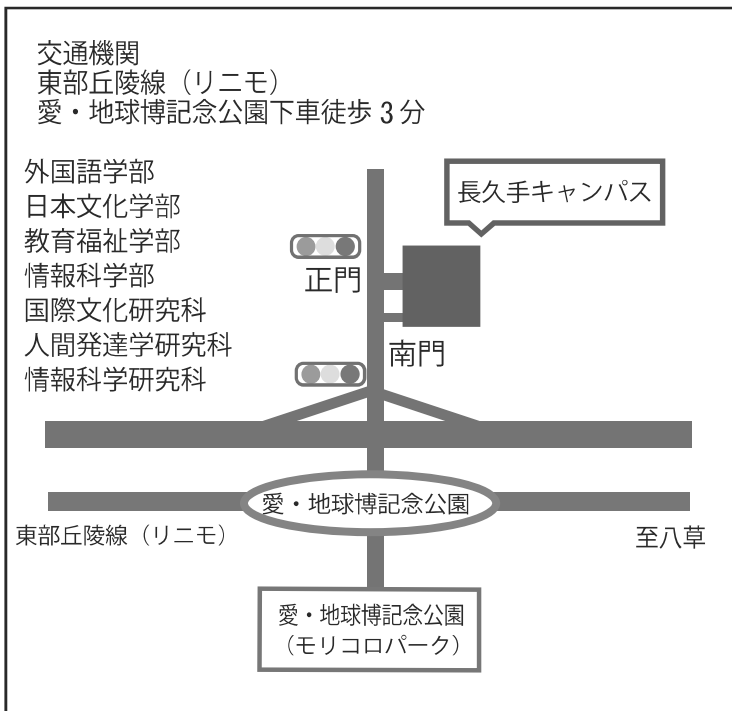 交通機関
東部丘陵線（リニモ）
愛・地球博記念公園下車徒歩 3 分
外国語学部
日本文化学部
教育福祉学部
情報科学部
国際文化研究科
人間発達学研究科
情報科学研究科
長久手キャンパス
正門
南門
愛・地球博記念公園
東部丘陵線（リニモ）
至八草
愛・地球博記念公園
（モリコロパーク）